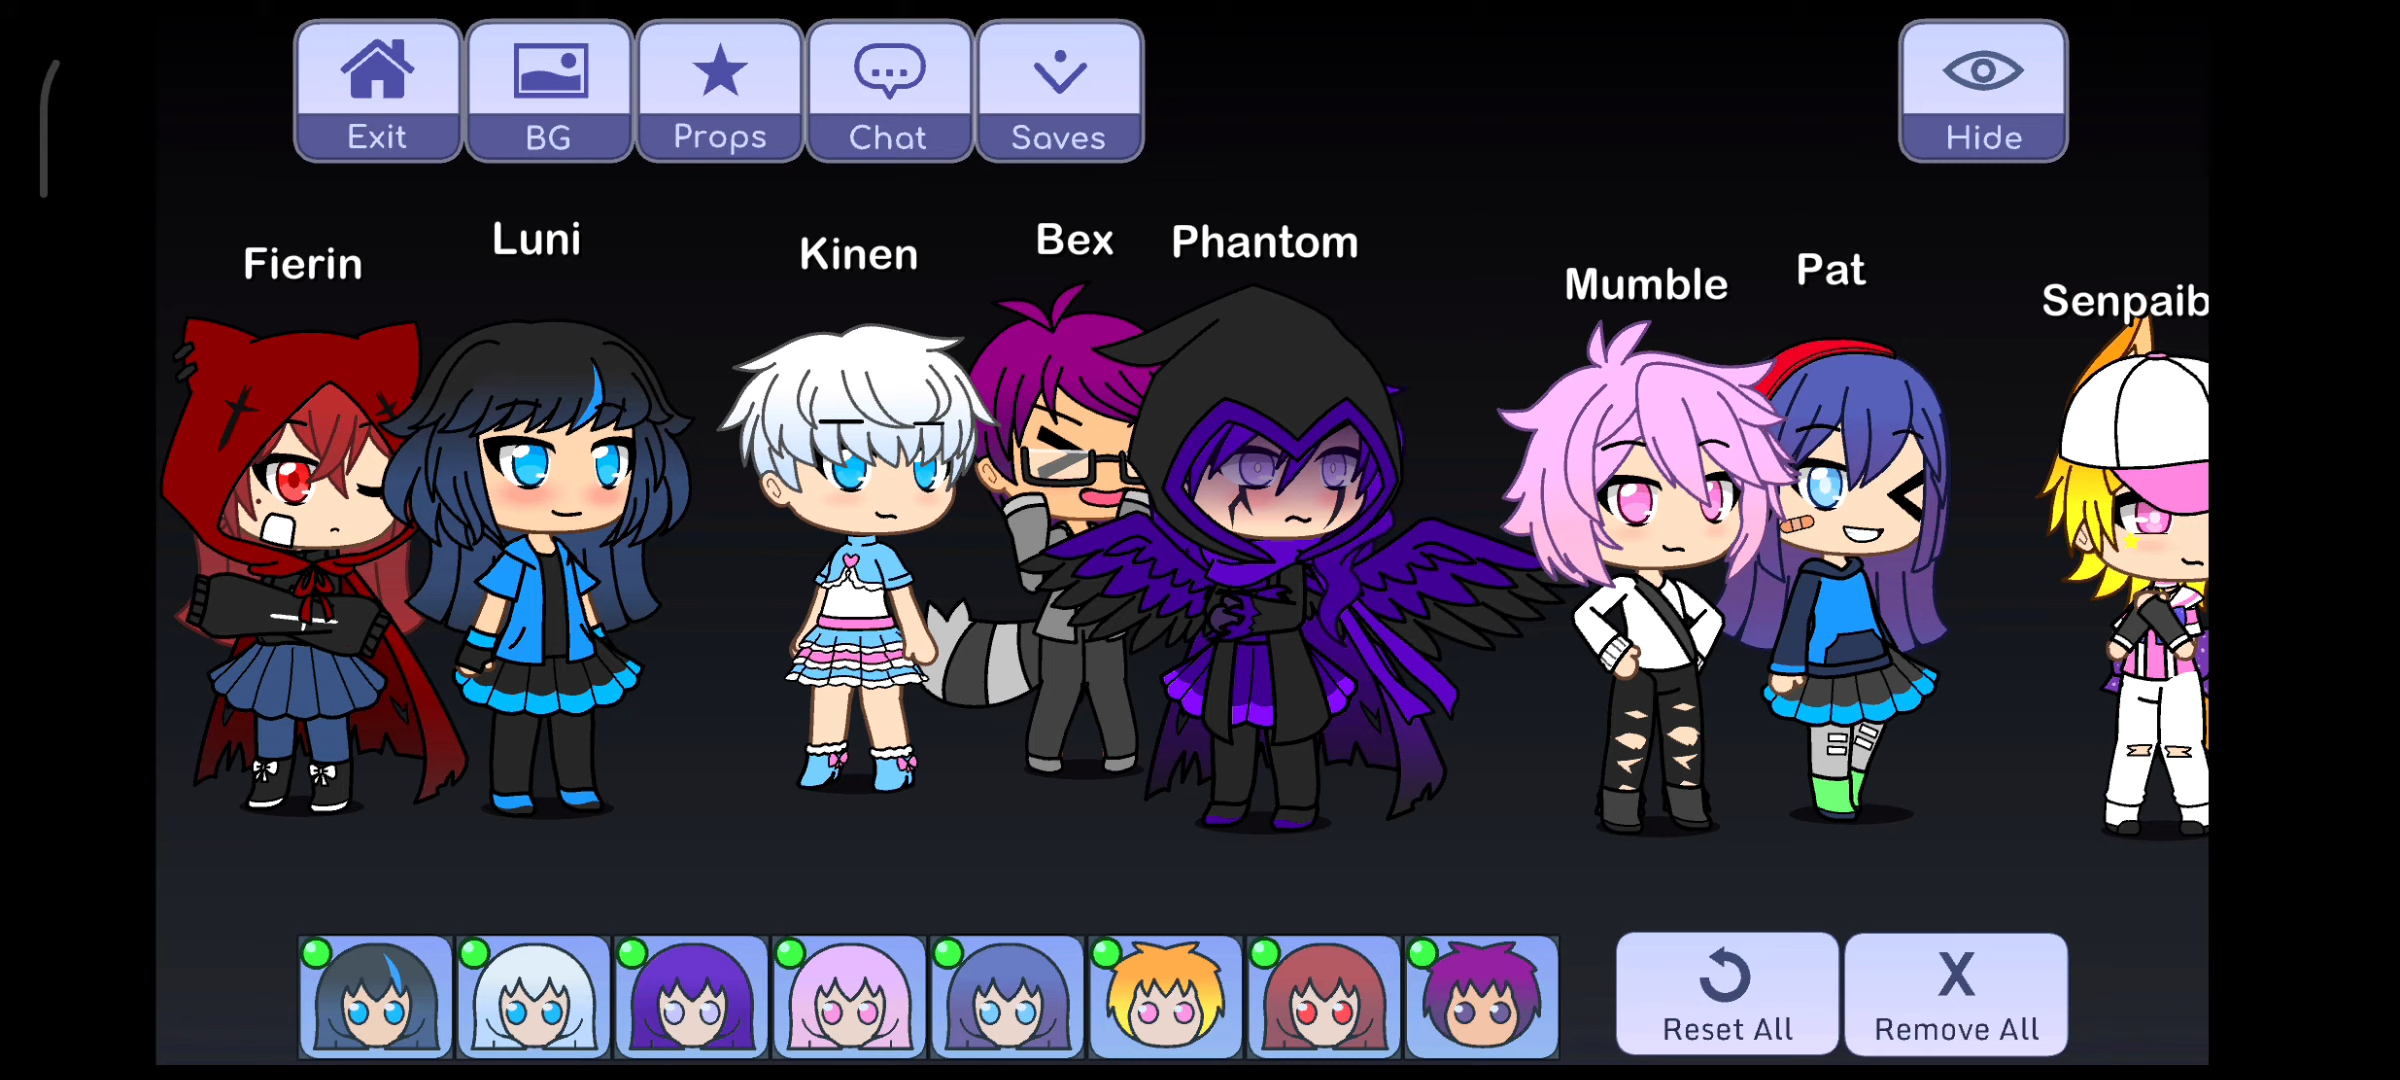 Exit
BG
Props
Chat
Saves
Hide
Fierin
Luni
Kinen
Bex
Phantom
Mumble
Pat
Senpaib
Reset All
X
Remove All